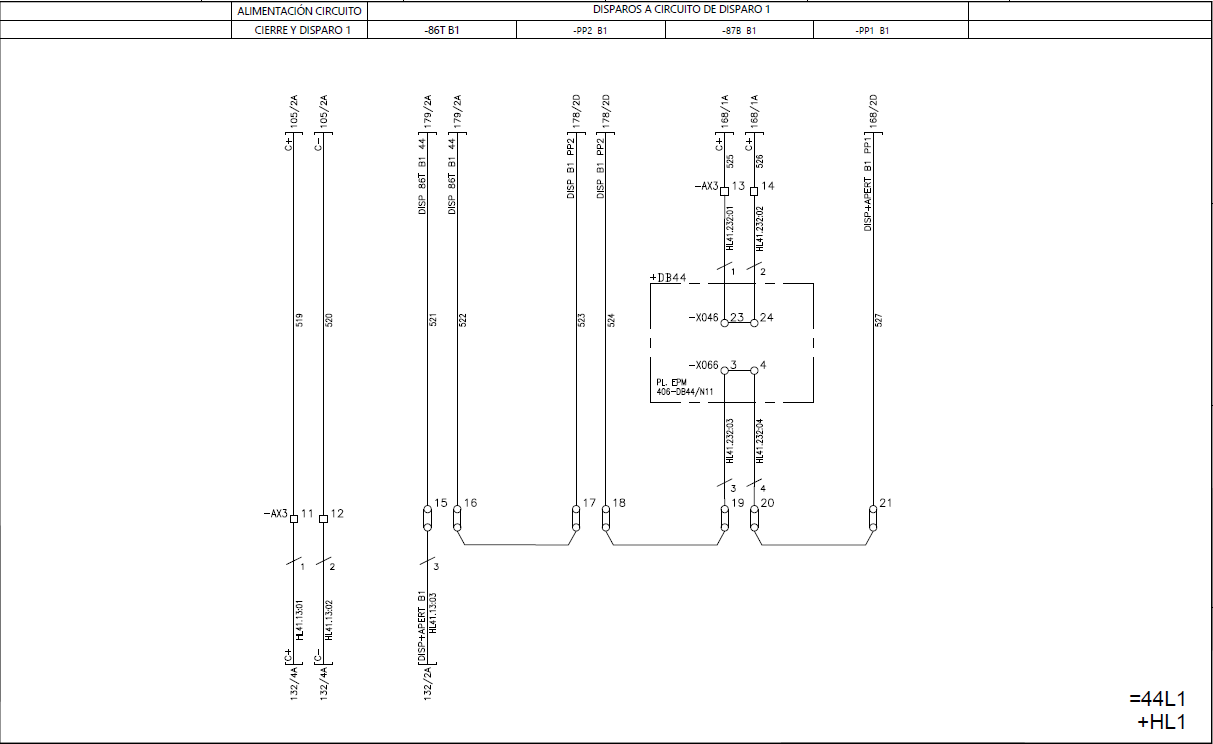 ALIMENTACIÓN CIRCUITO
DISPAROS A CIRCUITO DE DISPARO 1
CIERRE Y DISPARO 1
-86T B1
-PP2 B1
-87B B1
-PP1 B1
105/2A
105/2A
179/2A
179/2A
178/2D
178/2D
168/1A
168/1A
168/2D
C+
C-
DISP 86T B1 44
DISP 86T B1 44
DISP B1 PP2
DISP B1 PP2
C+
C+
DISP+APERT B1 PP1
525
526
-AX3
13
14
HL41.232:01
HL41.232:02
1
2
+DB44
519
520
521
522
523
524
-X046
23
24
527
-X066
3
4
PL. EPM
406-DB44/N11
HL41.232:03
HL41.232:04
3
4
-AX3
11
12
15
16
17
18
19
20
21
1
2
3
HL41.13:01
HL41.13:02
DISP+APERT B1
HL41.13:03
C+
C-
132/4A
132/4A
132/2A
=44L1
+HL1